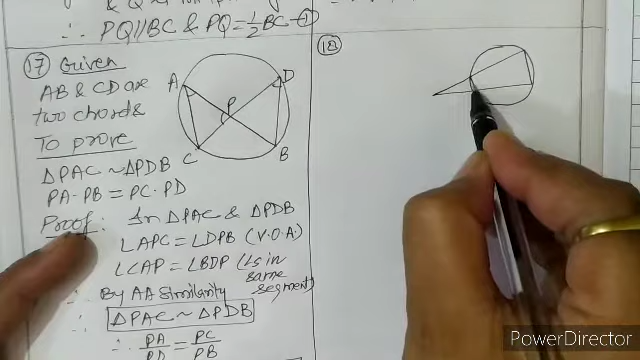 ∴ PQ//BC & PQ = 1/2 BC
17 Given
AB & CD are
two chords
To prove
ΔPAC ~ ΔPDB
PA·PB = PC·PD
Proof: In ΔPAC & ΔPDB
∠APC = ∠DPB (V.O.A)
∠CAP = ∠BDP (∠s in same segment)
∴ By AA Similarity
ΔPAC ~ ΔPDB
∴ PA/PD = PC/PB
A
D
P
C
B
18
PowerDirector